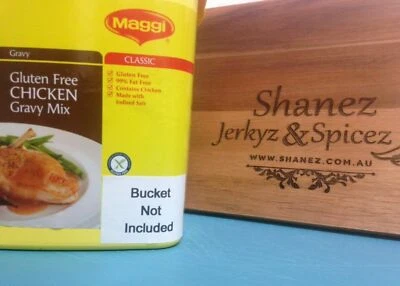 Maggi
Gravy
CLASSIC
Gluten Free
CHICKEN
Gravy Mix
Gluten Free
99% Fat Free
Contains Chicken
Made with
Iodised Salt
Bucket
Not
Included
Shanez
Jerkyz & Spicez
WWW.SHANEZ.COM.AU